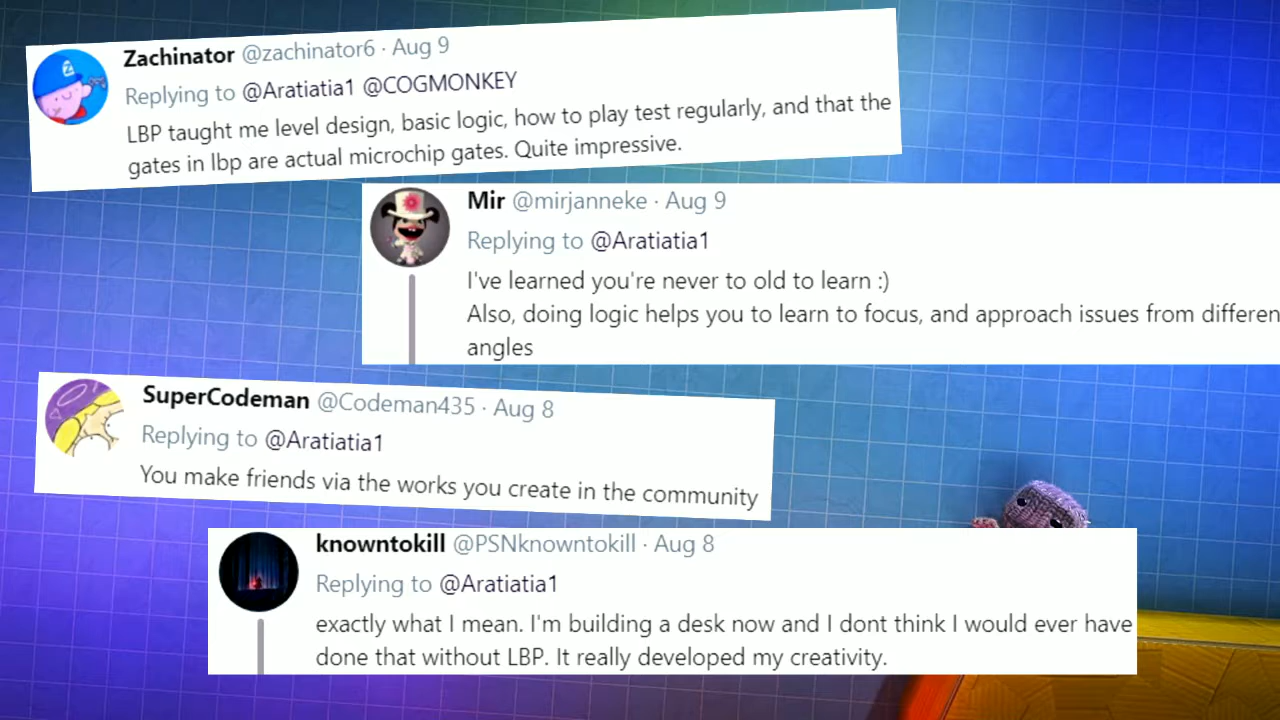 Zachinator @zachinator6 · Aug 9
Replying to @Aratiatia1 @COGMONKEY
LBP taught me level design, basic logic, how to play test regularly, and that the
gates in lbp are actual microchip gates. Quite impressive.
Mir @mirjanneke · Aug 9
Replying to @Aratiatia1
I've learned you're never to old to learn :)
Also, doing logic helps you to learn to focus, and approach issues from differen
angles
SuperCodeman @Codeman435 · Aug 8
Replying to @Aratiatia1
You make friends via the works you create in the community
knowntokill @PSNknowntokill · Aug 8
Replying to @Aratiatia1
exactly what I mean. I'm building a desk now and I dont think I would ever have
done that without LBP. It really developed my creativity.